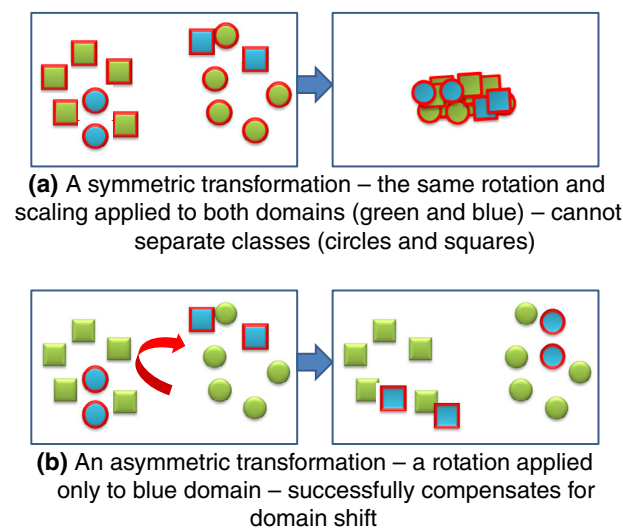 (a) A symmetric transformation – the same rotation and
scaling applied to both domains (green and blue) – cannot
separate classes (circles and squares)
(b) An asymmetric transformation – a rotation applied
only to blue domain – successfully compensates for
domain shift